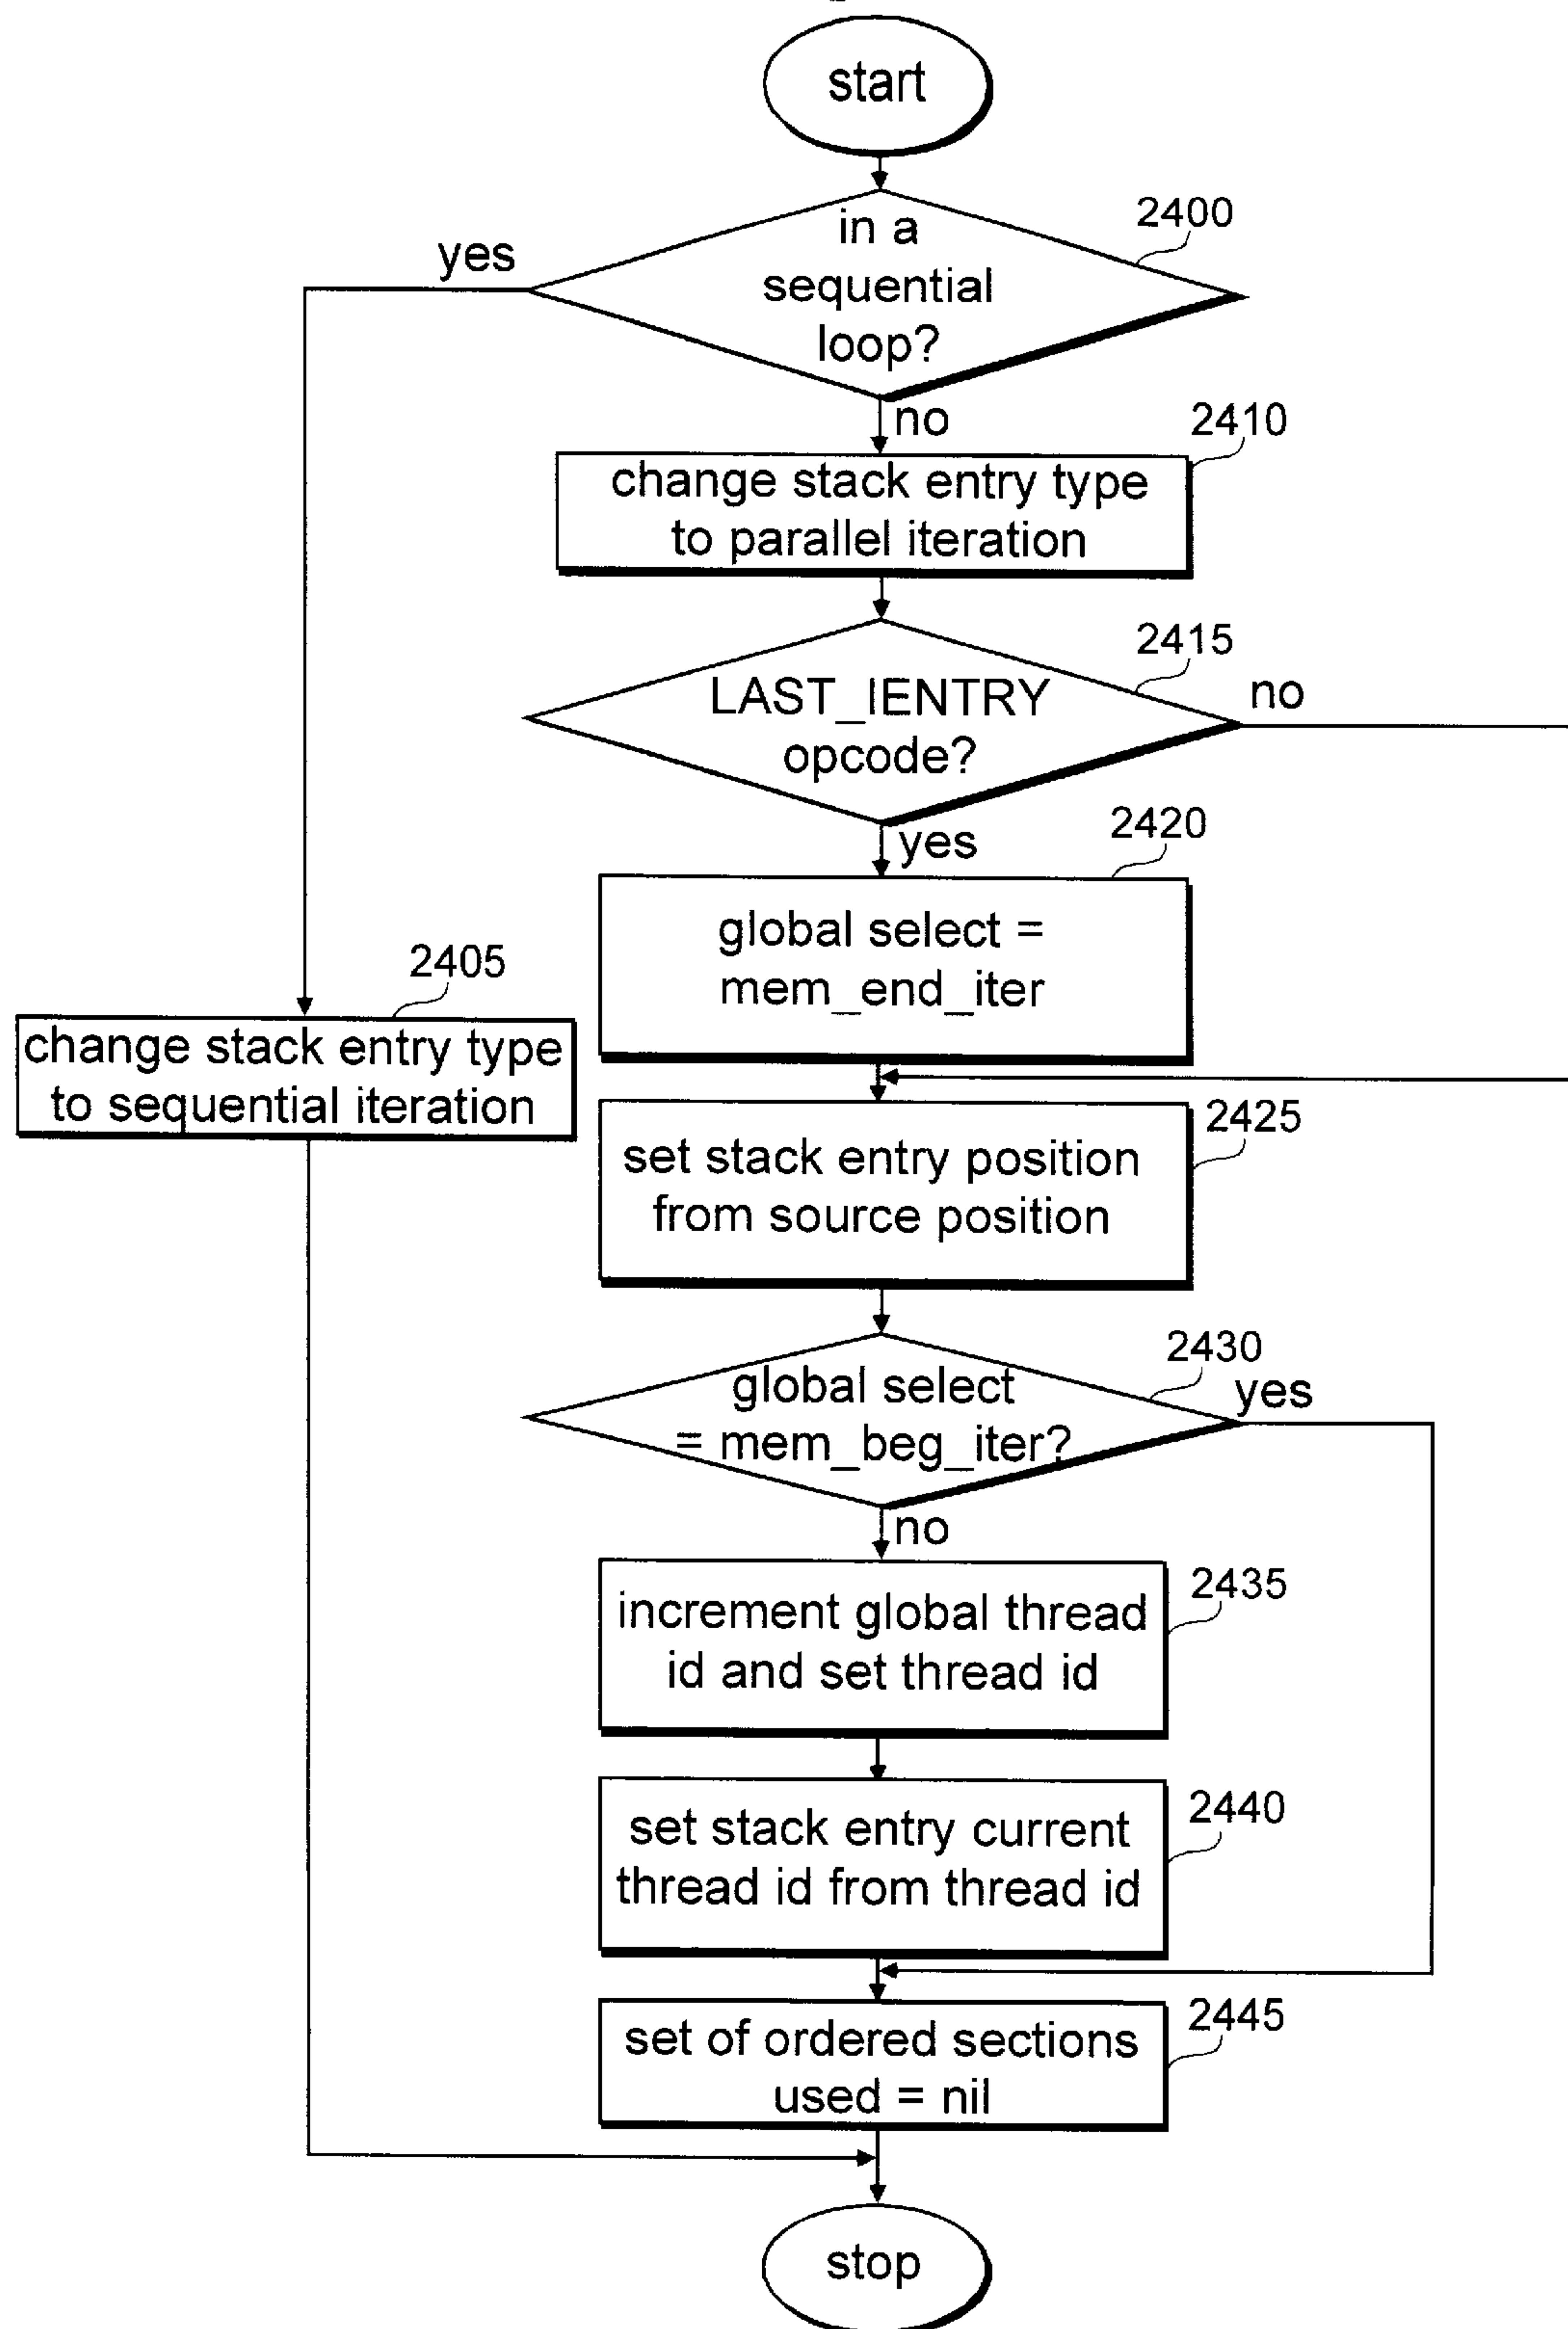 start
2400
in a
yes
sequential
loop?
no
2410
change stack entry type
to parallel iteration
2415
LAST_IENTRY
no
opcode?
2420
yes
global select =
mem_end_iter
2405
change stack entry type
to sequential iteration
2425
set stack entry position
from source position
2430
global select
yes
= mem_beg_iter?
no
2435
increment global thread
id and set thread id
2440
set stack entry current
thread id from thread id
2445
set of ordered sections
used = nil
stop